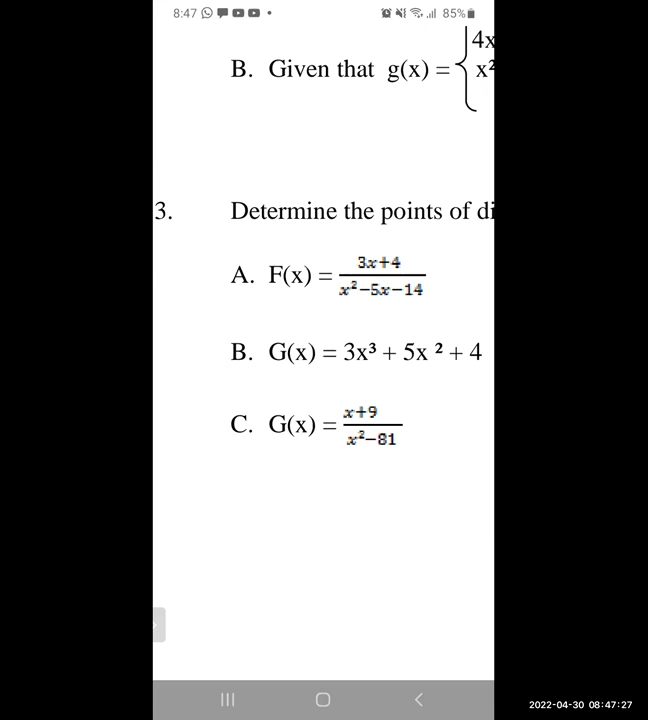 8:47 85%
4x
B. Given that g(x) = x²
3. Determine the points of di
A. F(x) = 3x+4 / x²−5x−14
B. G(x) = 3x³ + 5x ² + 4
C. G(x) = x+9 / x²−81
2022-04-30 08:47:27